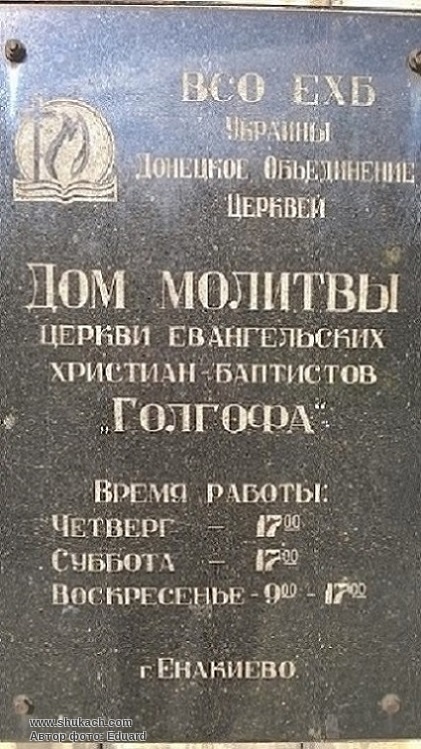 ВСО ЕХБ
Украины
Донецкое Объединение
Церквей
Дом молитвы
церкви евангельских
христиан-баптистов
„Голгофа“
Время работы:
Четверг – 17⁰⁰
Суббота – 17⁰⁰
Воскресенье - 9⁰⁰ - 17⁰⁰
г. Енакиево.
www.shukach.com
Автор фото: Eduard